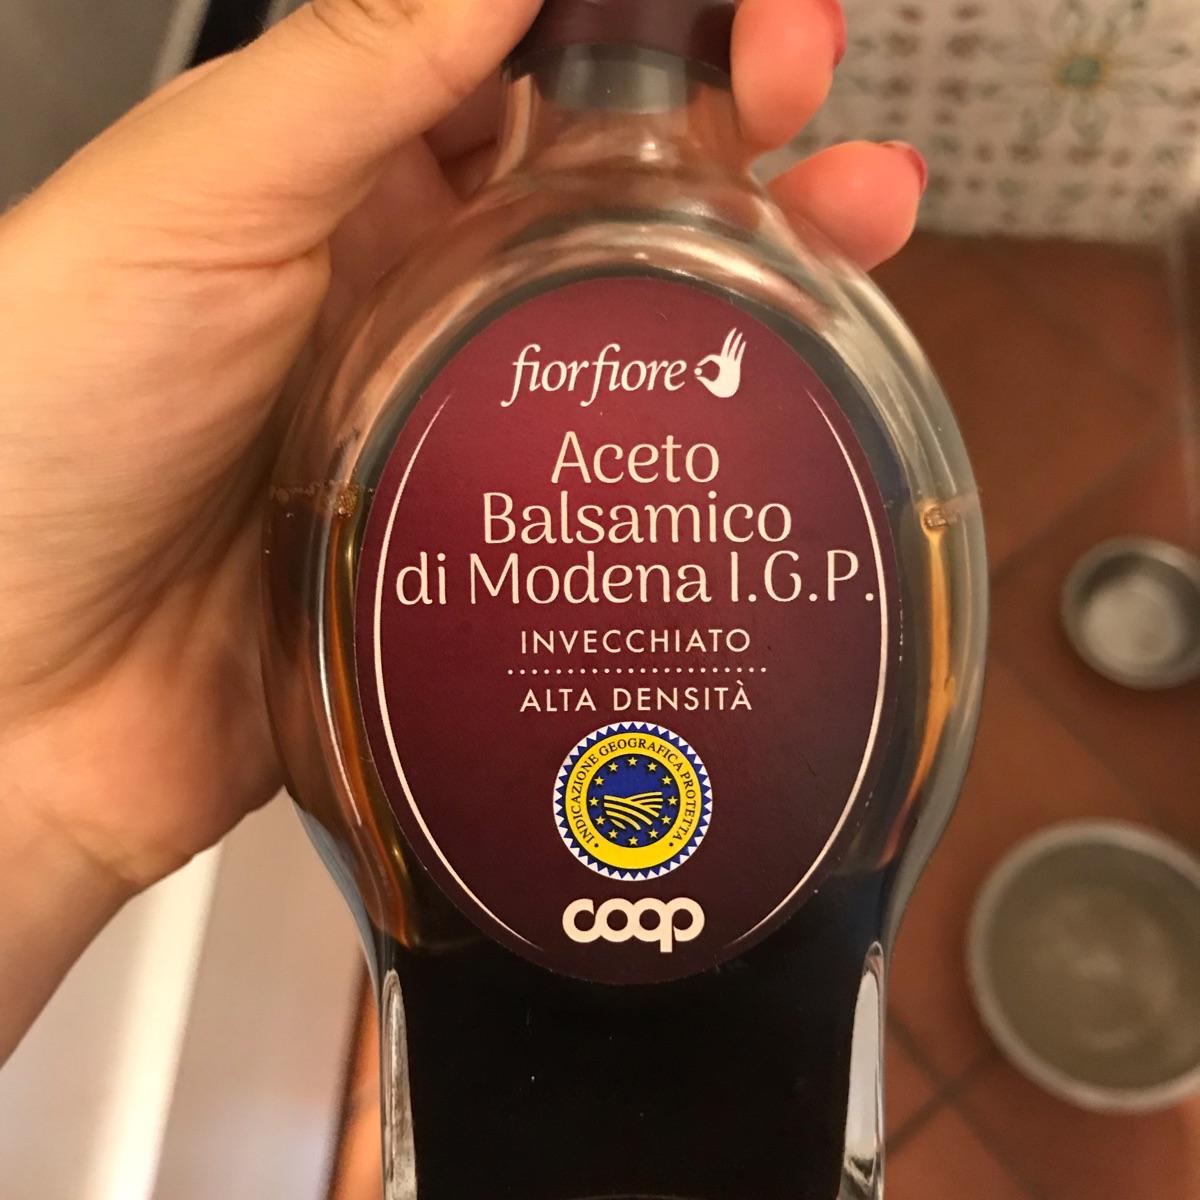 fiorfiore
Aceto
Balsamico
di Modena I.G.P.
INVECCHIATO
ALTA DENSITÀ
INDICAZIONE GEOGRAFICA PROTETTA
coop